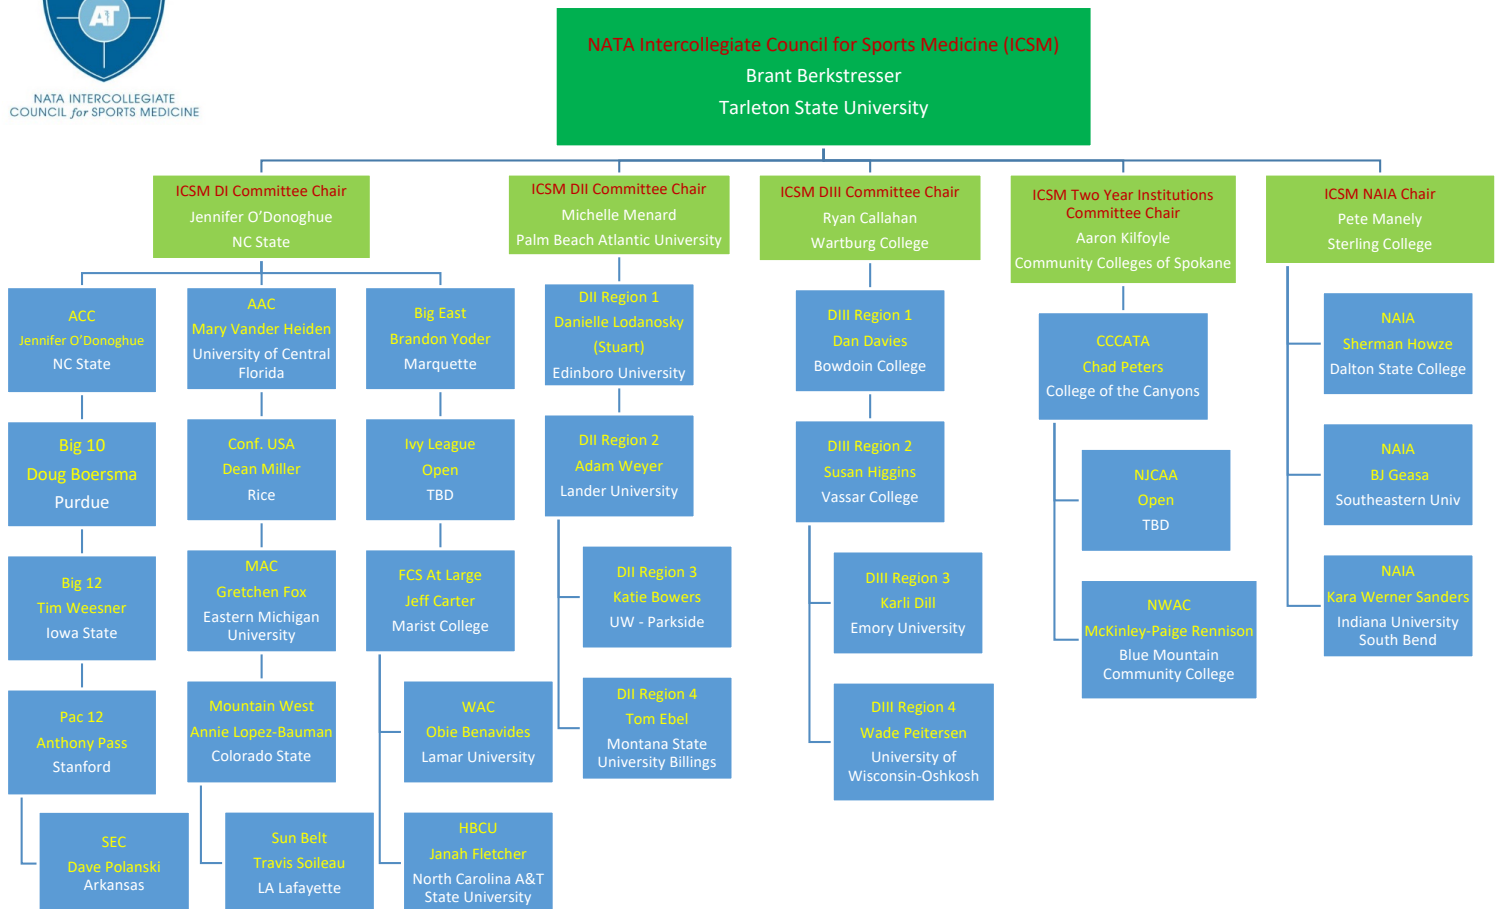 AT
NATA INTERCOLLEGIATE
COUNCIL for SPORTS MEDICINE
NATA Intercollegiate Council for Sports Medicine (ICSM)
Brant Berkstresser
Tarleton State University
ICSM DI Committee Chair
Jennifer O’Donoghue
NC State
ICSM DII Committee Chair
Michelle Menard
Palm Beach Atlantic University
ICSM DIII Committee Chair
Ryan Callahan
Wartburg College
ICSM Two Year Institutions
Committee Chair
Aaron Kilfoyle
Community Colleges of Spokane
ICSM NAIA Chair
Pete Manely
Sterling College
ACC
Jennifer O’Donoghue
NC State
Big 10
Doug Boersma
Purdue
Big 12
Tim Weesner
Iowa State
Pac 12
Anthony Pass
Stanford
SEC
Dave Polanski
Arkansas
AAC
Mary Vander Heiden
University of Central
Florida
Conf. USA
Dean Miller
Rice
MAC
Gretchen Fox
Eastern Michigan
University
Mountain West
Annie Lopez-Bauman
Colorado State
Sun Belt
Travis Soileau
LA Lafayette
Big East
Brandon Yoder
Marquette
Ivy League
Open
TBD
FCS At Large
Jeff Carter
Marist College
WAC
Obie Benavides
Lamar University
HBCU
Janah Fletcher
North Carolina A&T
State University
DII Region 1
Danielle Lodanosky
(Stuart)
Edinboro University
DII Region 2
Adam Weyer
Lander University
DII Region 3
Katie Bowers
UW - Parkside
DII Region 4
Tom Ebel
Montana State
University Billings
DIII Region 1
Dan Davies
Bowdoin College
DIII Region 2
Susan Higgins
Vassar College
DIII Region 3
Karli Dill
Emory University
DIII Region 4
Wade Peitersen
University of
Wisconsin-Oshkosh
CCCATA
Chad Peters
College of the Canyons
NJCAA
Open
TBD
NWAC
McKinley-Paige Rennison
Blue Mountain
Community College
NAIA
Sherman Howze
Dalton State College
NAIA
BJ Geasa
Southeastern Univ
NAIA
Kara Werner Sanders
Indiana University
South Bend